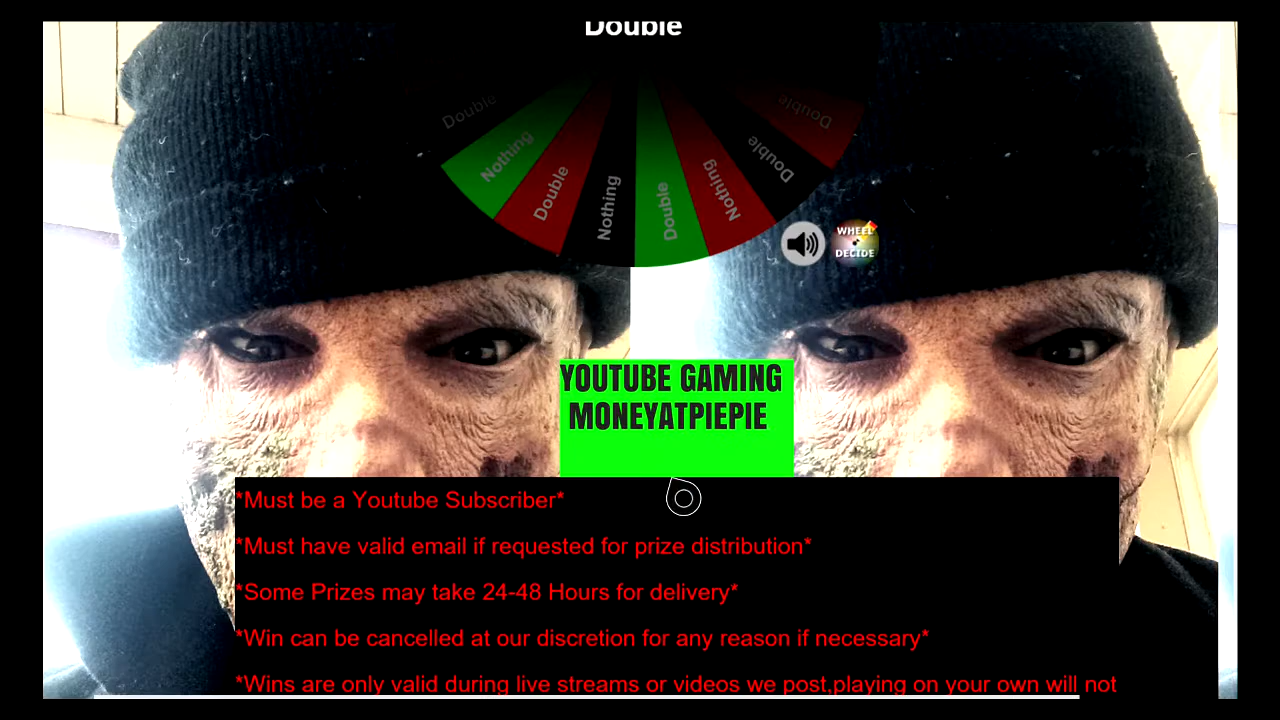 Double
Double
Nothing
Double
Nothing
Double
Nothing
Double
Double
WHEEL
DECIDE
YOUTUBE GAMING
MONEYATPIEPIE
*Must be a Youtube Subscriber*
*Must have valid email if requested for prize distribution*
*Some Prizes may take 24-48 Hours for delivery*
*Win can be cancelled at our discretion for any reason if necessary*
*Wins are only valid during live streams or videos we post,playing on your own will not